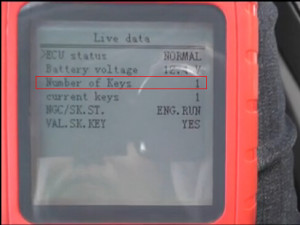 Live data
>ECU status NORMAL
Battery voltage V
Number of Keys 1
current keys 1
NGC/SK.ST. ENG.RUN
VAL.SK.KEY YES